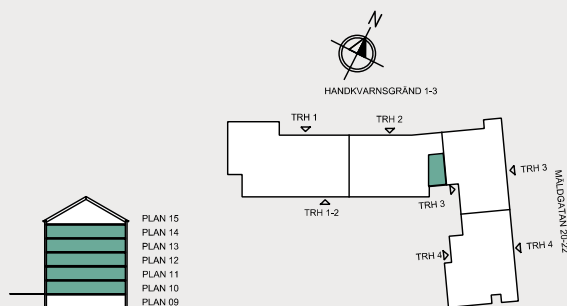 N
HANDKVARNSGRÄND 1-3
TRH 1
TRH 2
TRH 3
TRH 3
TRH 1-2
MÄLDGATAN 20-22
TRH 4
TRH 4
PLAN 15
PLAN 14
PLAN 13
PLAN 12
PLAN 11
PLAN 10
PLAN 09